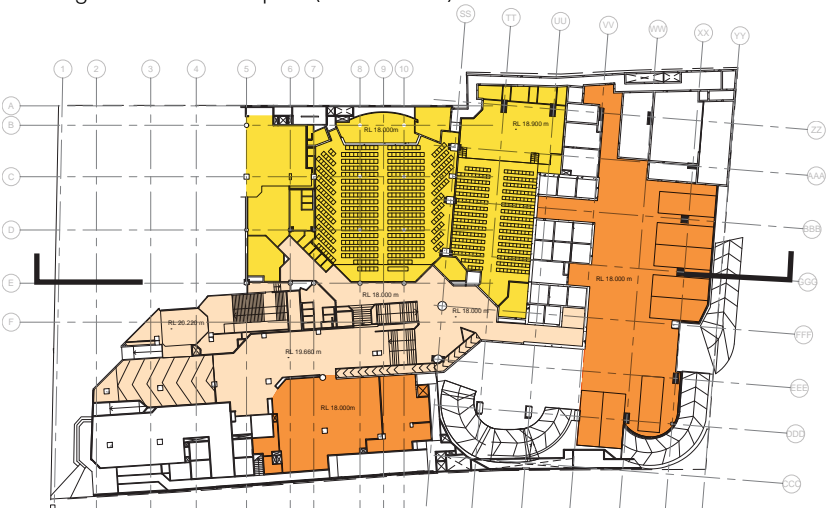 SS
TT
UU
VV
WW
XX
YY
1
2
3
4
5
6
7
8
9
10
A
B
C
D
E
F
RL 18.000m
RL 18.900 m
ZZ
AAA
BBB
GGG
FFF
EEE
DDD
CCC
RL 18.000 m
RL 18.000 m
RL 18.000 m
RL 20.220 m
RL 19.660 m
RL 18.000m